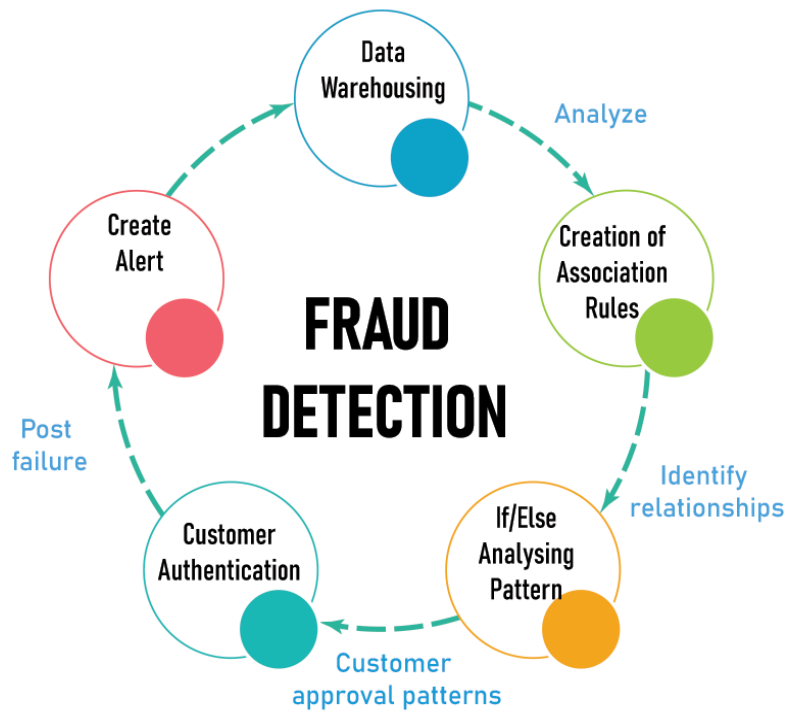 Data
Warehousing
Analyze
Creation of
Association
Rules
Identify
relationships
If/Else
Analysing
Pattern
Customer
approval patterns
Customer
Authentication
Post
failure
Create
Alert
FRAUD
DETECTION